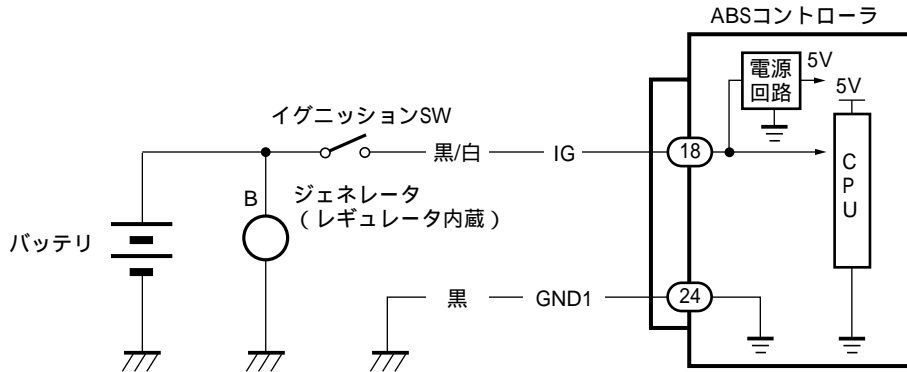 ABSコントローラ
電源
回路
5V
5V
イグニッションSW
黒/白
IG
18
C
P
U
B
ジェネレータ
（レギュレータ内蔵）
バッテリ
黒
GND1
24